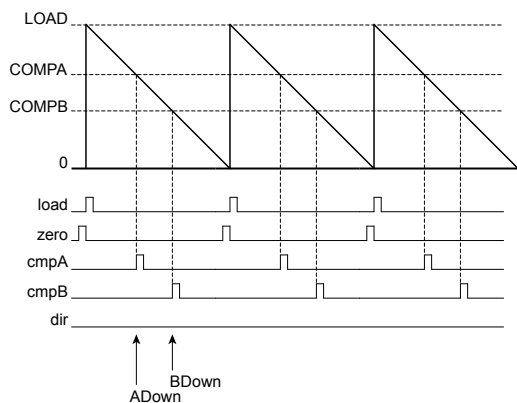 LOAD
COMPA
COMPB
0
load
zero
cmpA
cmpB
dir
BDown
ADown